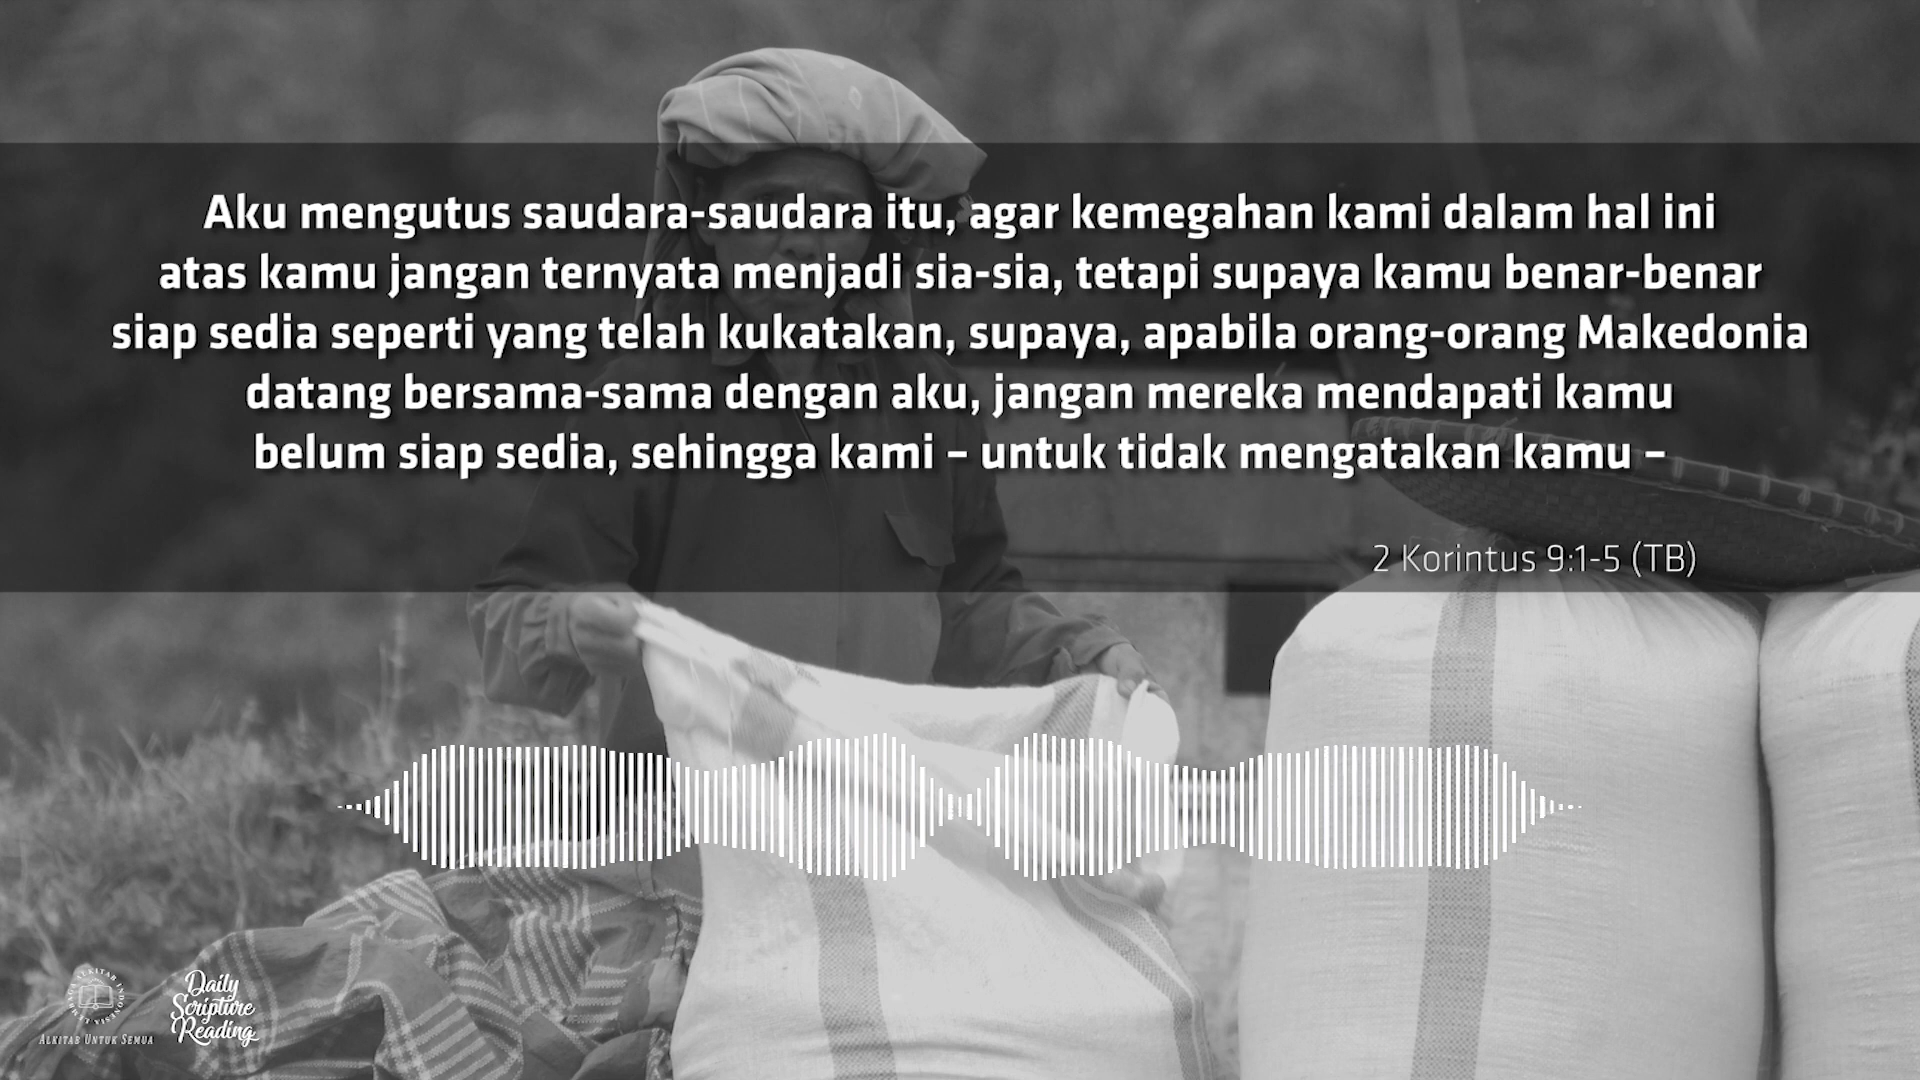 Aku mengutus saudara-saudara itu, agar kemegahan kami dalam hal ini
atas kamu jangan ternyata menjadi sia-sia, tetapi supaya kamu benar-benar
siap sedia seperti yang telah kukatakan, supaya, apabila orang-orang Makedonia
datang bersama-sama dengan aku, jangan mereka mendapati kamu
belum siap sedia, sehingga kami – untuk tidak mengatakan kamu –
2 Korintus 9:1-5 (TB)
LEMBAGA ALKITAB INDONESIA
ALKITAB UNTUK SEMUA
Daily
Scripture
Reading